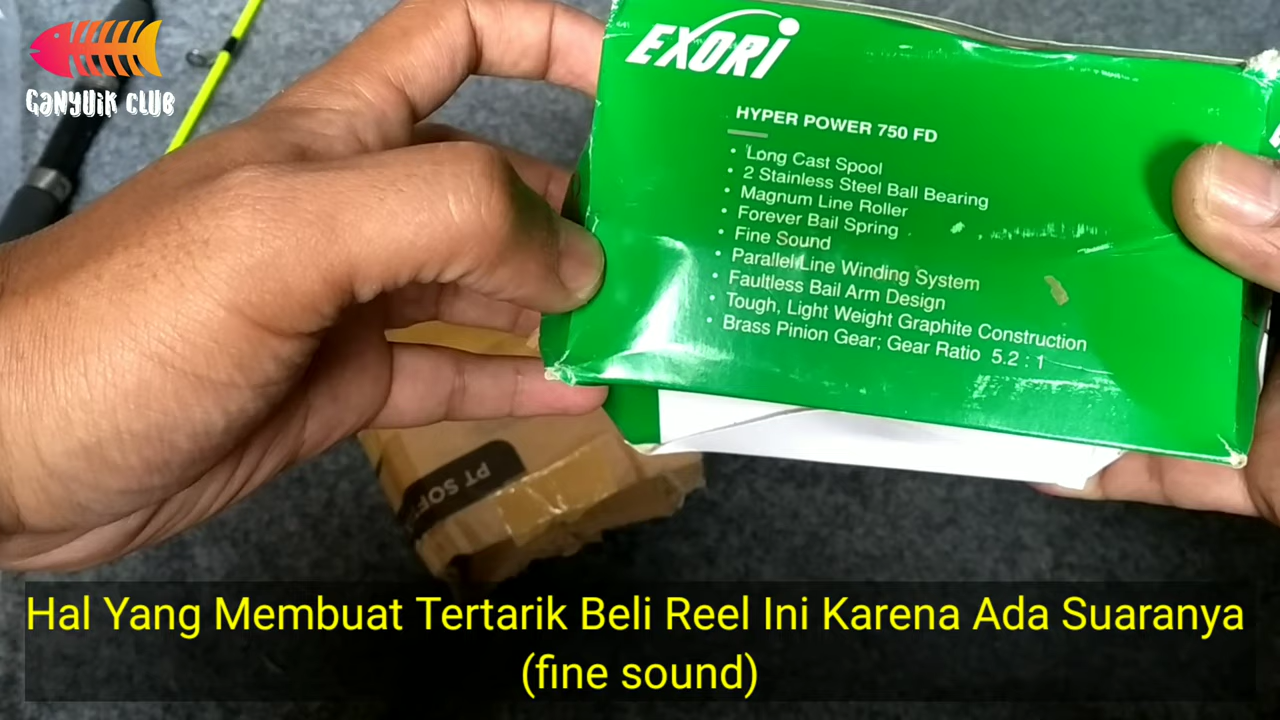 GANYUIK CLUB
EXORI
HYPER POWER 750 FD
• Long Cast Spool
• 2 Stainless Steel Ball Bearing
• Magnum Line Roller
• Forever Bail Spring
• Fine Sound
• Parallel Line Winding System
• Faultless Bail Arm Design
• Tough, Light Weight Graphite Construction
• Brass Pinion Gear; Gear Ratio 5.2 : 1
PT
Hal Yang Membuat Tertarik Beli Reel Ini Karena Ada Suaranya
(fine sound)